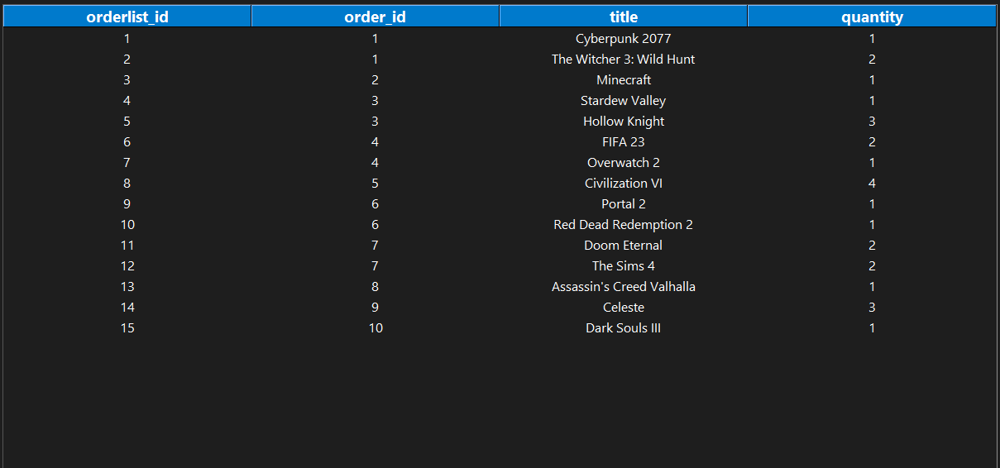 orderlist_id order_id title quantity
1 1 Cyberpunk 2077 1
2 1 The Witcher 3: Wild Hunt 2
3 2 Minecraft 1
4 3 Stardew Valley 1
5 3 Hollow Knight 3
6 4 FIFA 23 2
7 4 Overwatch 2 1
8 5 Civilization VI 4
9 6 Portal 2 1
10 6 Red Dead Redemption 2 1
11 7 Doom Eternal 2
12 7 The Sims 4 2
13 8 Assassin's Creed Valhalla 1
14 9 Celeste 3
15 10 Dark Souls III 1